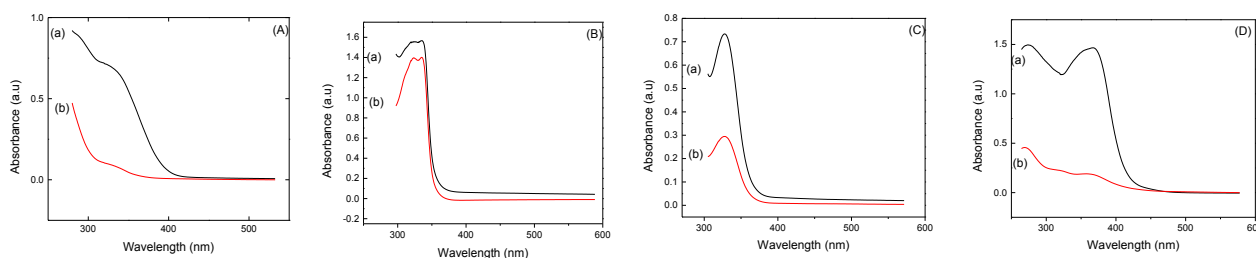 (A)
(a)
(b)
1.0
0.5
0.0
300
400
500
Absorbance (a.u)
Wavelength (nm)
(B)
(a)
(b)
1.6
1.4
1.2
1.0
0.8
0.6
0.4
0.2
0.0
-0.2
300
400
500
600
Absorbance (a.u)
Wavelength (nm)
(C)
(a)
(b)
0.8
0.7
0.6
0.5
0.4
0.3
0.2
0.1
0.0
300
400
500
600
Absorbance (a.u)
Wavelength (nm)
(D)
(a)
(b)
1.5
1.0
0.5
0.0
300
400
500
Absorbance (a.u)
Wavelength (nm)